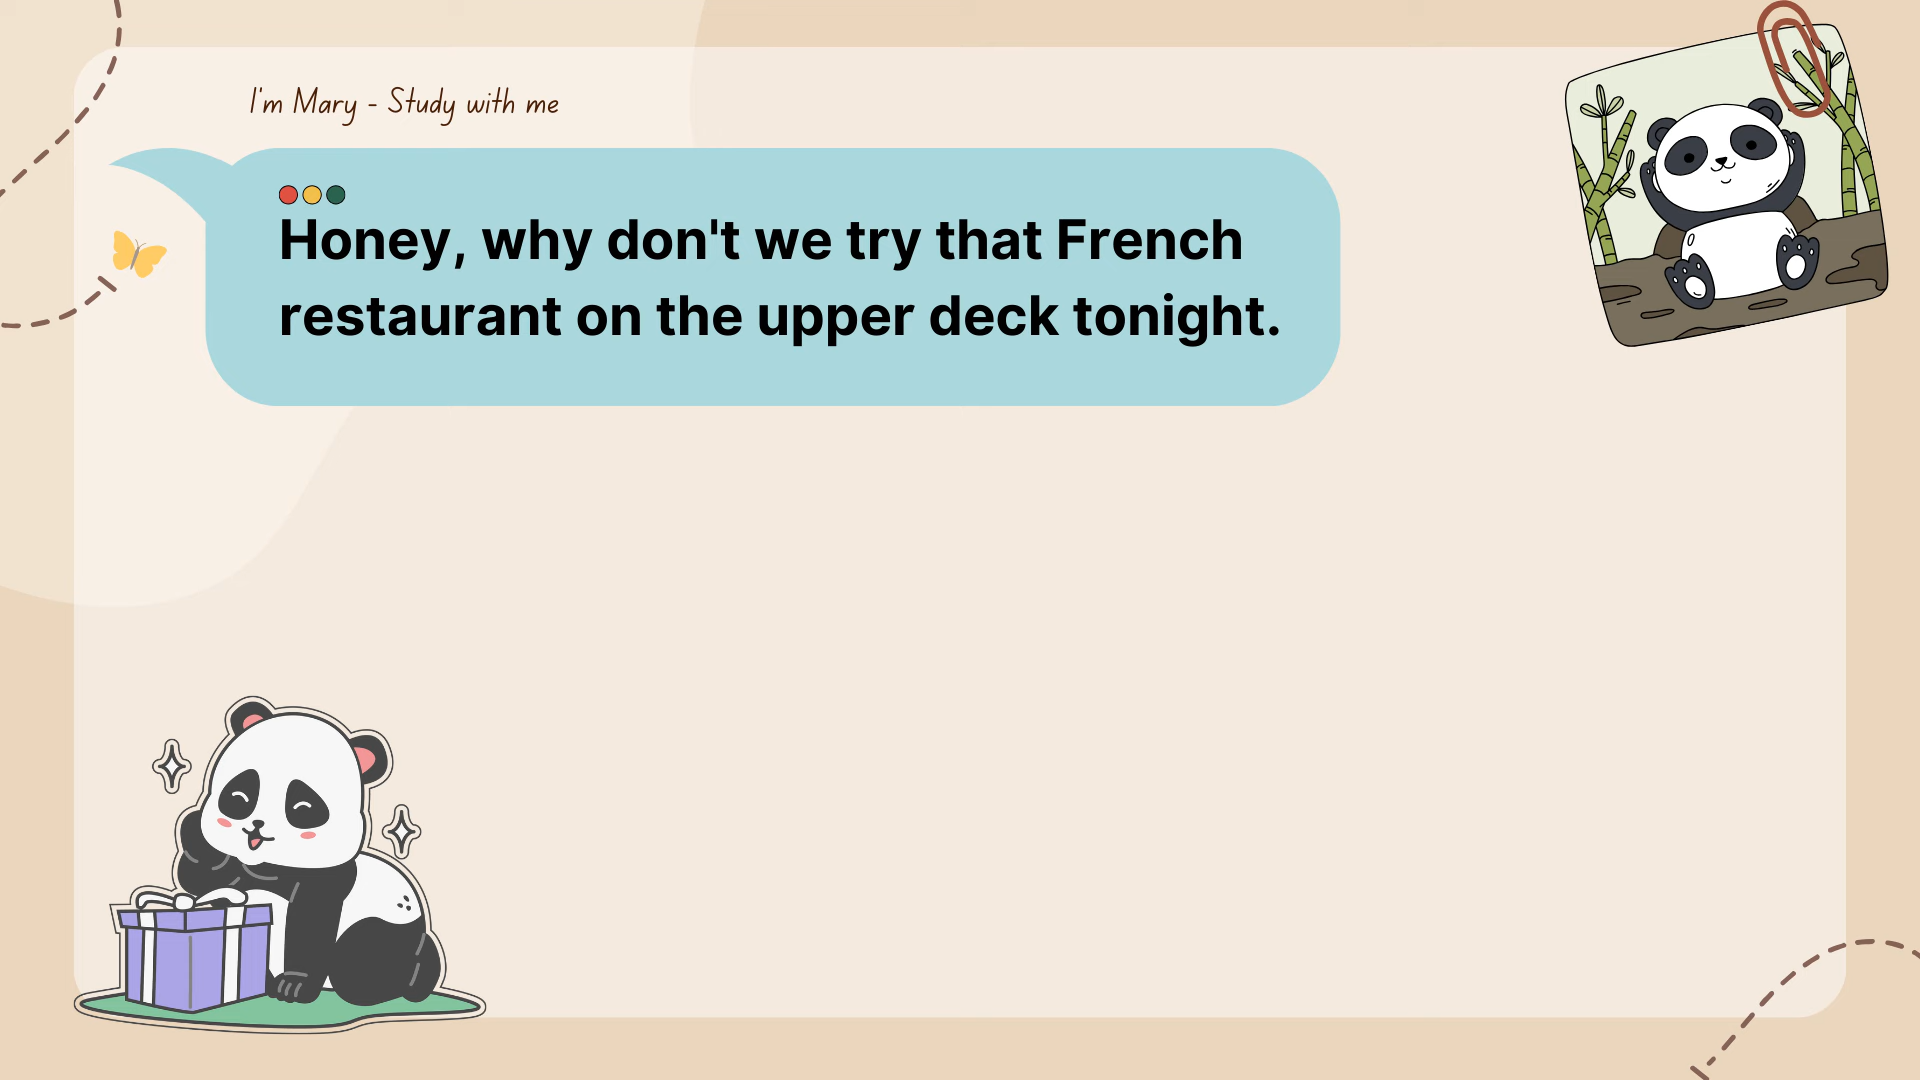 I'm Mary - Study with me
Honey, why don't we try that French
restaurant on the upper deck tonight.